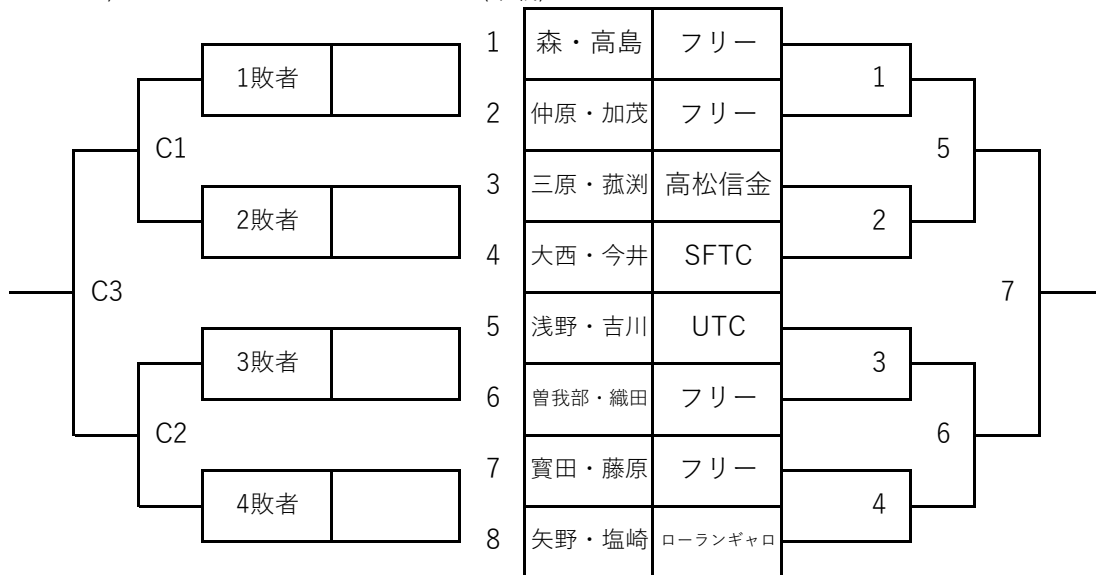 1 森・高島 フリー
1敗者 1
2 仲原・加茂 フリー
C1 5
3 三原・菰渕 高松信金
2敗者 2
4 大西・今井 SFTC
C3 7
5 浅野・吉川 UTC
3敗者 3
6 曽我部・織田 フリー
C2 6
7 寳田・藤原 フリー
4敗者 4
8 矢野・塩崎 ローランギャロ